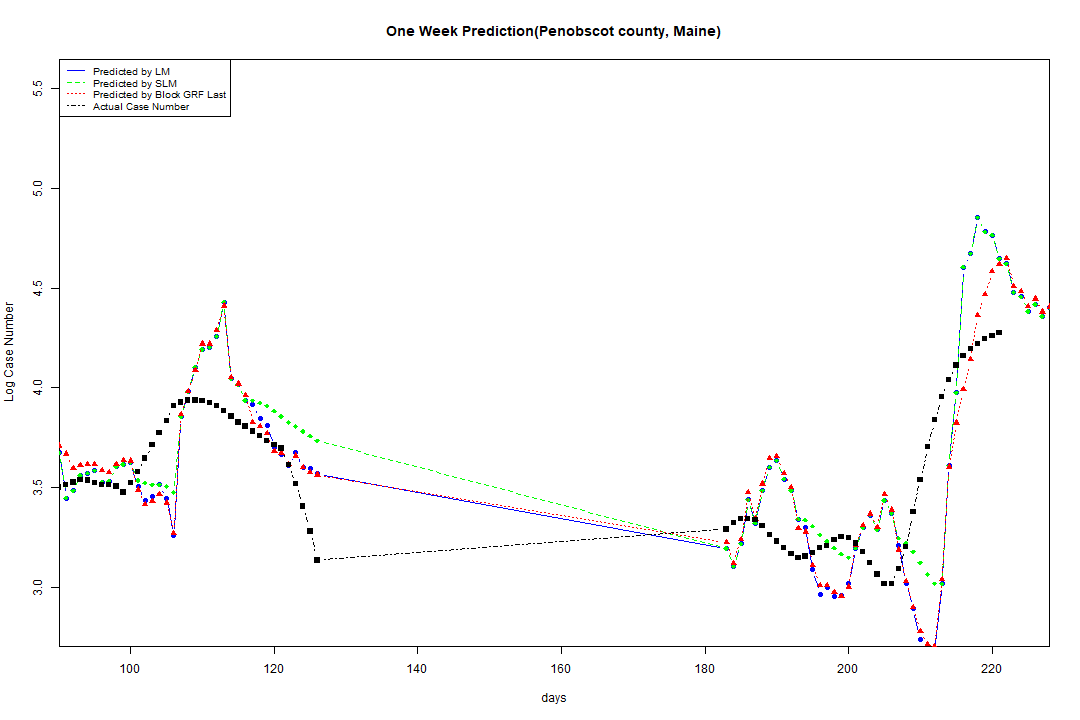 One Week Prediction(Penobscot county, Maine)
Predicted by LM
Predicted by SLM
Predicted by Block GRF Last
Actual Case Number
5.5
5.0
4.5
4.0
3.5
3.0
Log Case Number
100 120 140 160 180 200 220
days